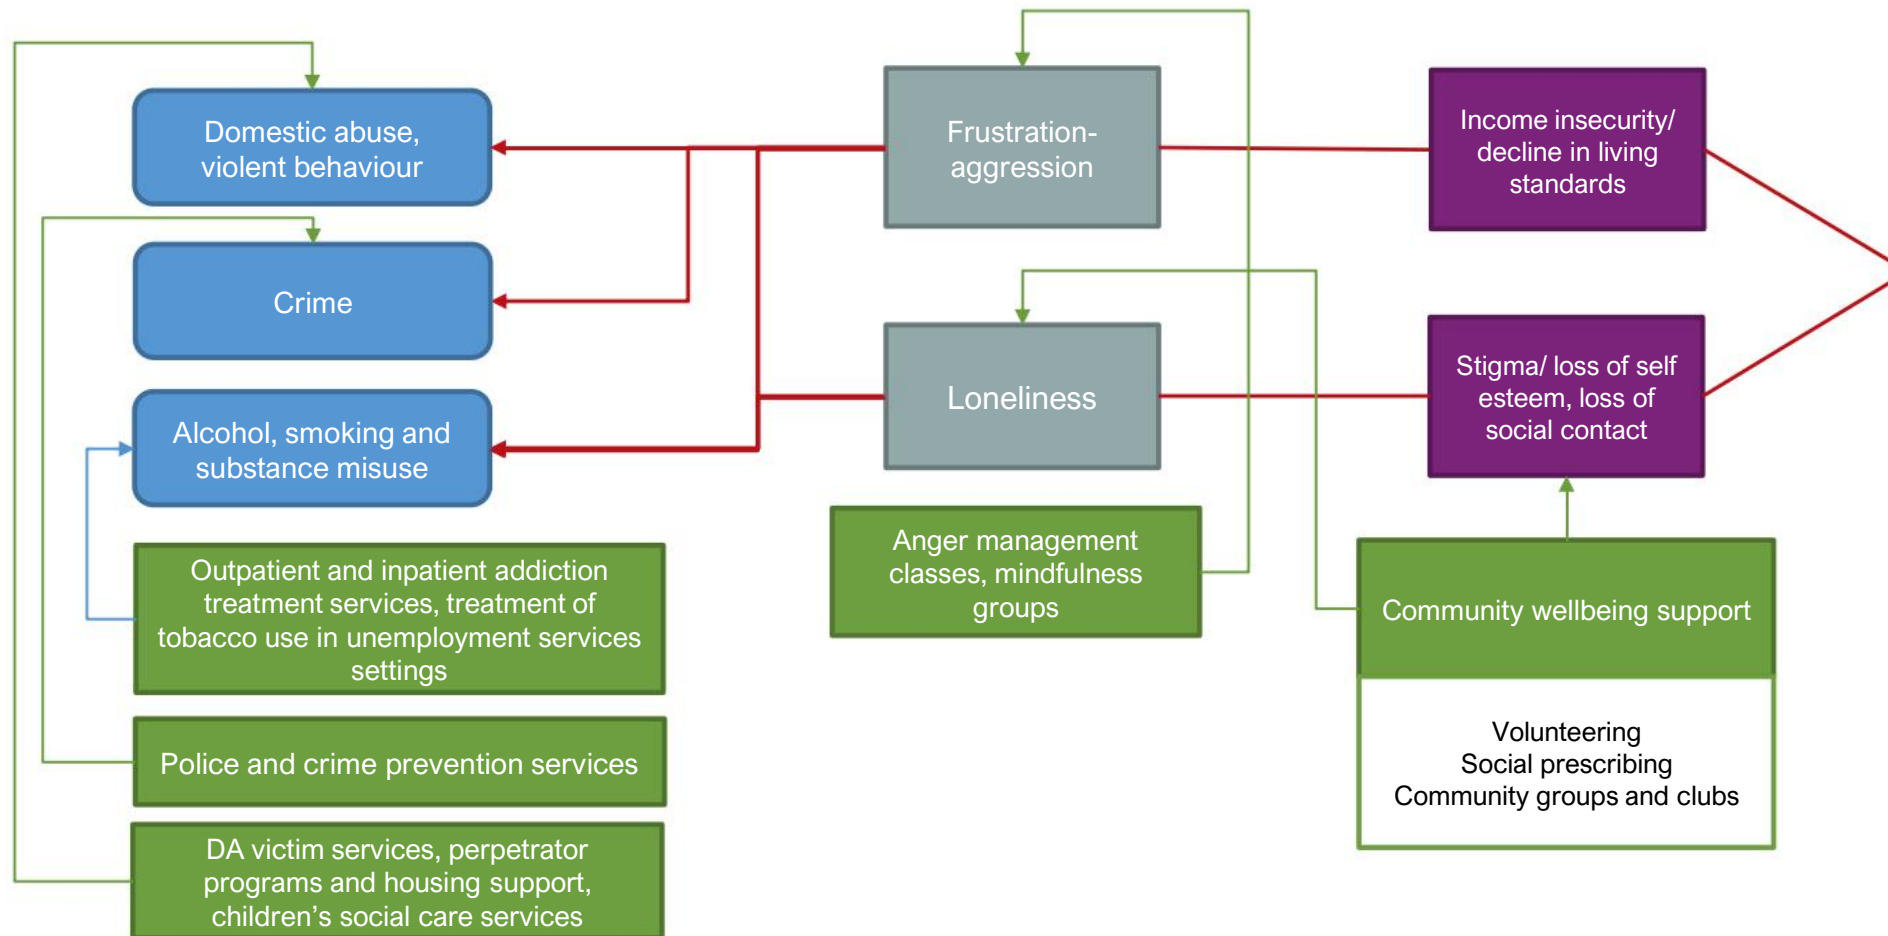 Domestic abuse,
violent behaviour
Crime
Alcohol, smoking and
substance misuse
Outpatient and inpatient addiction
treatment services, treatment of
tobacco use in unemployment services
settings
Police and crime prevention services
DA victim services, perpetrator
programs and housing support,
children’s social care services
Frustration-
aggression
Loneliness
Anger management
classes, mindfulness
groups
Income insecurity/
decline in living
standards
Stigma/ loss of self
esteem, loss of
social contact
Community wellbeing support
Volunteering
Social prescribing
Community groups and clubs